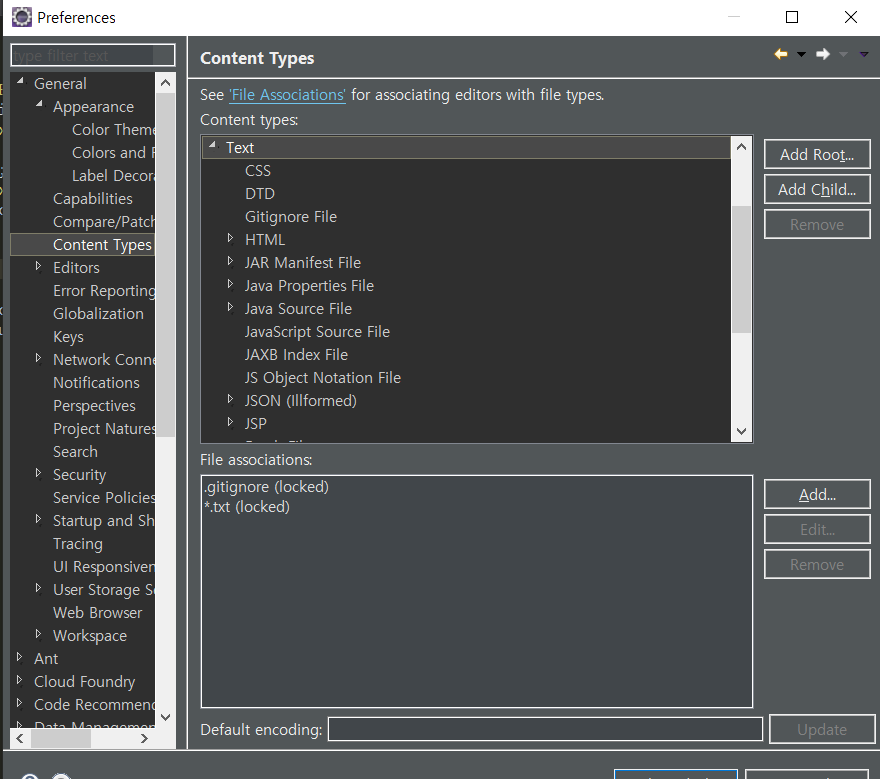 Preferences
type filter text
General
Appearance
Color Theme
Colors and F
Label Decora
Capabilities
Compare/Patch
Content Types
Editors
Error Reporting
Globalization
Keys
Network Conne
Notifications
Perspectives
Project Natures
Search
Security
Service Policies
Startup and Sh
Tracing
UI Responsiven
User Storage Se
Web Browser
Workspace
Ant
Cloud Foundry
Code Recommend
Data Management
Content Types
See 'File Associations' for associating editors with file types.
Content types:
Text
CSS
DTD
Gitignore File
HTML
JAR Manifest File
Java Properties File
Java Source File
JavaScript Source File
JAXB Index File
JS Object Notation File
JSON (Illformed)
JSP
Add Root...
Add Child...
Remove
File associations:
.gitignore (locked)
*.txt (locked)
Add...
Edit...
Remove
Default encoding:
Update